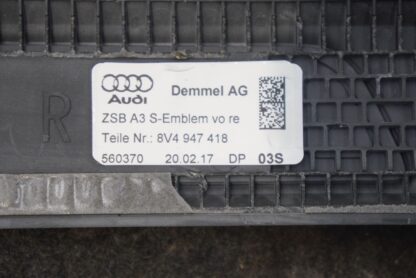 R
Audi
Demmel AG
ZSB A3 S-Emblem vo re
Teile Nr.: 8V4 947 418
560370 20.02.17 DP 03S